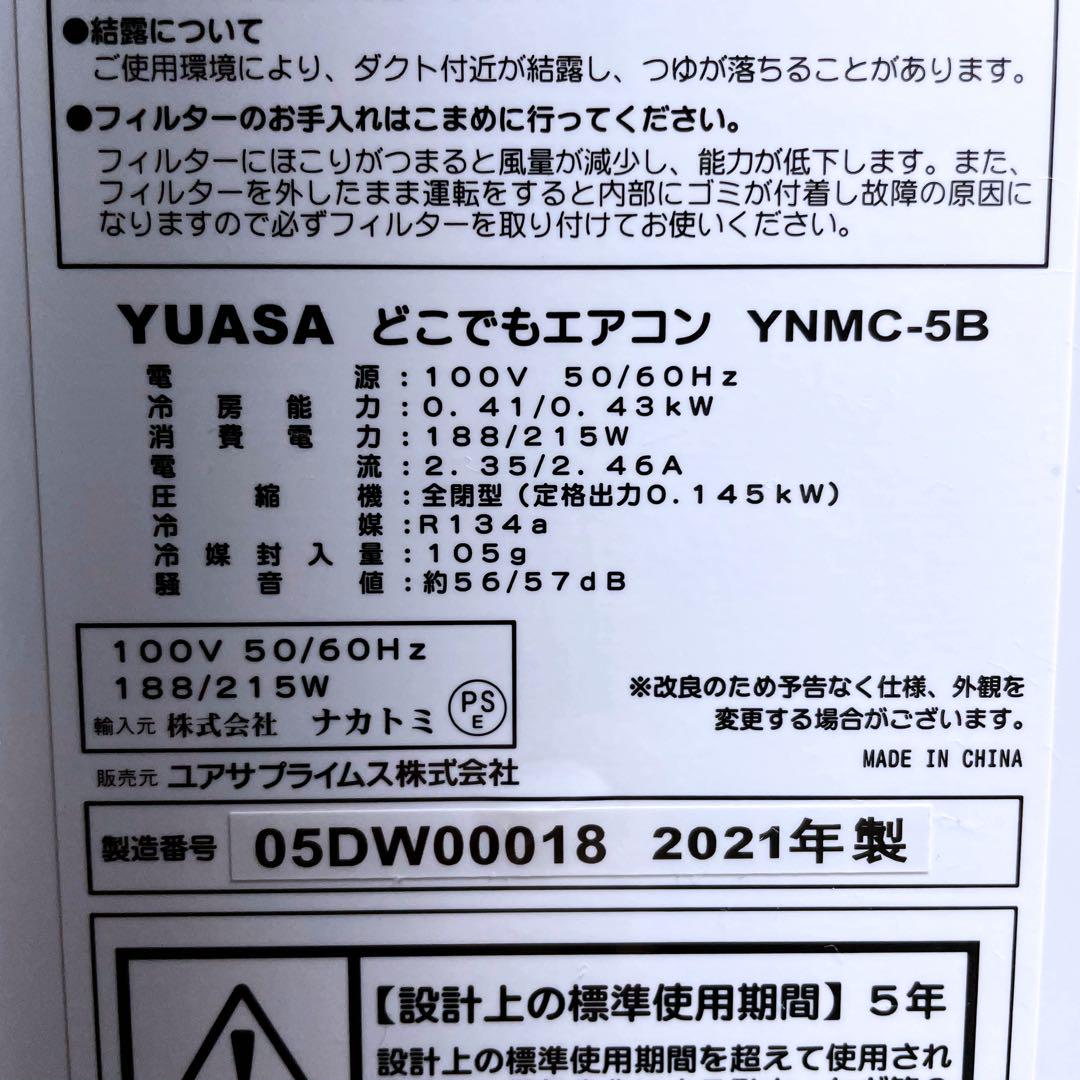 ●結露について
ご使用環境により、ダクト付近が結露し、つゆが落ちることがあります。
●フィルターのお手入れはこまめに行ってください。
フィルターにほこりがつまると風量が減少し、能力が低下します。また、
フィルターを外したまま運転をすると内部にゴミが付着し故障の原因に
なりますので必ずフィルターを取り付けてお使いください。
YUASA どこでもエアコン YNMC-5B
電源:100V 50/60Hz
冷房能力:0.41/0.43kW
消費電力:188/215W
電流:2.35/2.46A
圧縮機:全閉型(定格出力0.145kW)
冷媒:R134a
冷媒封入量:105g
騒音値:約56/57dB
100V 50/60Hz
188/215W
輸入元 株式会社 ナカトミ
PS
E
販売元 ユアサプライムス株式会社
※改良のため予告なく仕様、外観を
変更する場合がございます。
MADE IN CHINA
製造番号 05DW00018 2021年製
【設計上の標準使用期間】5年
設計上の標準使用期間を超えて使用され